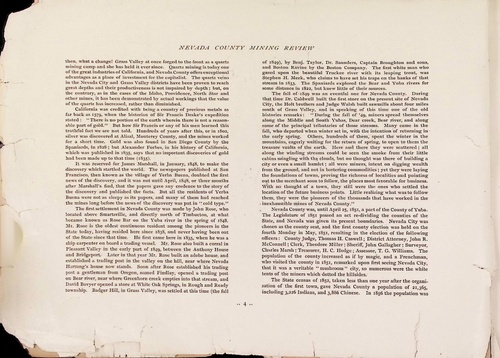 NEVADA COUNTY MINING REVIEW
then, what a change! Grass Valley at once forged to the front as a quartz
mining camp and she has held it ever since. Quartz mining is today one
of the great industries of California, and Nevada County offers exceptional
advantages as a place of investment for the capitalist. The quartz veins
in the Nevada City and Grass Valley districts have been proven to reach
great depths and their productiveness is not impaired by depth; but, on
the contrary, as in the cases of the Idaho, Providence, North Star and
other mines, it has been demonstrated by actual workings that the value
of the quartz has increased, rather than diminished.
California was credited with being a country of precious metals as
far back as 1579, when the historian of Sir Francis Drake's expedition
stated: "There is no portion of the earth wherein there is not a reason-
able part of gold and silver." Whether or any of his men learned this
truthful fact we are not told. Hundreds of years after this, or in 1802,
silver was discovered at Alisal, Monterey County, and the mines worked
for a short time. Gold was also found in San Diego County by the
Spaniards, in 1828; but Alexander Forbes, in his history of California,
which was published in 1835, says that no improved discoveries of gold
had been made up to that time (1835).
It was reserved for James Marshall, of 1848, to make the
discovery which startled the world. The newspapers published at San
Francisco, then known as the village of Yerba Buena, doubted the first
news of the discovery, and it was not until April, 1848, or three months
after Marshall's find, that the papers gave any credence to the story of
the discovery and published the facts. But all the residents of Yerba
Buena were not so sleepy as its papers, and many of them had reached
the mines long before the news of the discovery was put in "cold type."
The first settlement in Nevada County was made by John Rose, who
located above Smartsville, and directly north of Timbuctoo, at what
became known as Rose Bar on the Yuba river in the spring of 1848.
Mr. Rose is the oldest continuous resident among the pioneers in the
State today, having resided here since 1838, and never having been out
of the State since that time. He first came here in 1835, when he was
ship carpenter on board a trading vessel. Mr. Rose also built a corral in
Pleasant Valley in the early part of 1849, between the Anthony House
and Bridgeport. Later in that year Mr. Rose built an adobe house, and
established a trading post in the valley on the hill, near where Nevada
Hortung's house now stands. Soon after Rose established his trading
post a gentleman from Oregon, named Findley, opened a trading post
on Bear river, near where Greenhorn creek empties into that stream, and
David Bovyer opened a store at White Oak Springs, in Rough and Ready
township. Badger Hill, in Grass Valley, was settled at this time (the fall
of 1849), by Benj. Taylor, Dr. Saunders, Captain Broughton and sons,
and Boston Ravine by the Boston Company. The first white men who
gazed upon the beautiful Truckee river with its leaping trout, was
Stephen H. Meek, who claims to have set his traps on the banks of that
stream in 1833. The Spaniards explored the Bear and Yuba rivers for
some distance in 1822, but knew little of their sources.
The fall of 1849 was an eventful one for Nevada County. During
that time Dr. Caldwell built the first store on the present site of Nevada
City, the Holt brothers and Judge Walsh built sawmills about four miles
south of Grass Valley, and in speaking of this time one of the old
historians remarks: "During the fall of '49, miners spread themselves
along the Middle and South Yubas, Deer creek, Bear river, and along
some of the principal tributaries of those streams. Many came in the
fall, who departed when winter set in, with the intention of returning in
the early spring. Others, hundreds of them, spent the winter in the
mountains, eagerly waiting for the return of spring, to open to them the
treasure vaults of the earth. Here and there they were mustered; all
along the winding streams could be seen the smoke from their little
cabins mingling with the clouds, but no thought was there of building a
city or even a small hamlet; all were miners, intent on digging wealth
from the ground, and not in bartering commodities; yet they were laying
the foundations of towns, proving the richness of localities and pointing
out to the merchant soon to come, the places most favorable for business.
With no thought of a town, they still were the ones who settled the
location of the future business points. Little realizing what was to follow
them, they were the pioneers of the thousands that have worked in the
inexhaustible mines of Nevada County."
Nevada County was, until April 25, 1851, a part of the County of Yuba.
The Legislature of 1851 passed an act re-dividing the counties of the
State, and Nevada was given its present boundaries. Nevada City was
chosen as the county seat, and the first county election was held on the
fourth Monday in May, 1851, resulting in the election of the following
officers: County Judge, Thomas H. Caswell; District Attorney, John R.
McConnell; Clerk, Theodore Miller; Sheriff, John Gallagher; Surveyor,
Charles Marsh; Treasurer, H. C. Hodge; Assessor, T. G. Williams. The
population of the county increased as if by magic, and a Frenchman,
who visited the county in 1851, remarked upon first seeing Nevada City,
that it was a veritable "mushroom" city, so numerous were the white
tents of the miners which dotted the hillsides.
The State census of 1852, taken less than one year after the organi-
zation of the first town, gave Nevada County a population of 21,365,
including 3,226 Indians, and 3,886 Chinese. In 1856 the population was
– 4 –